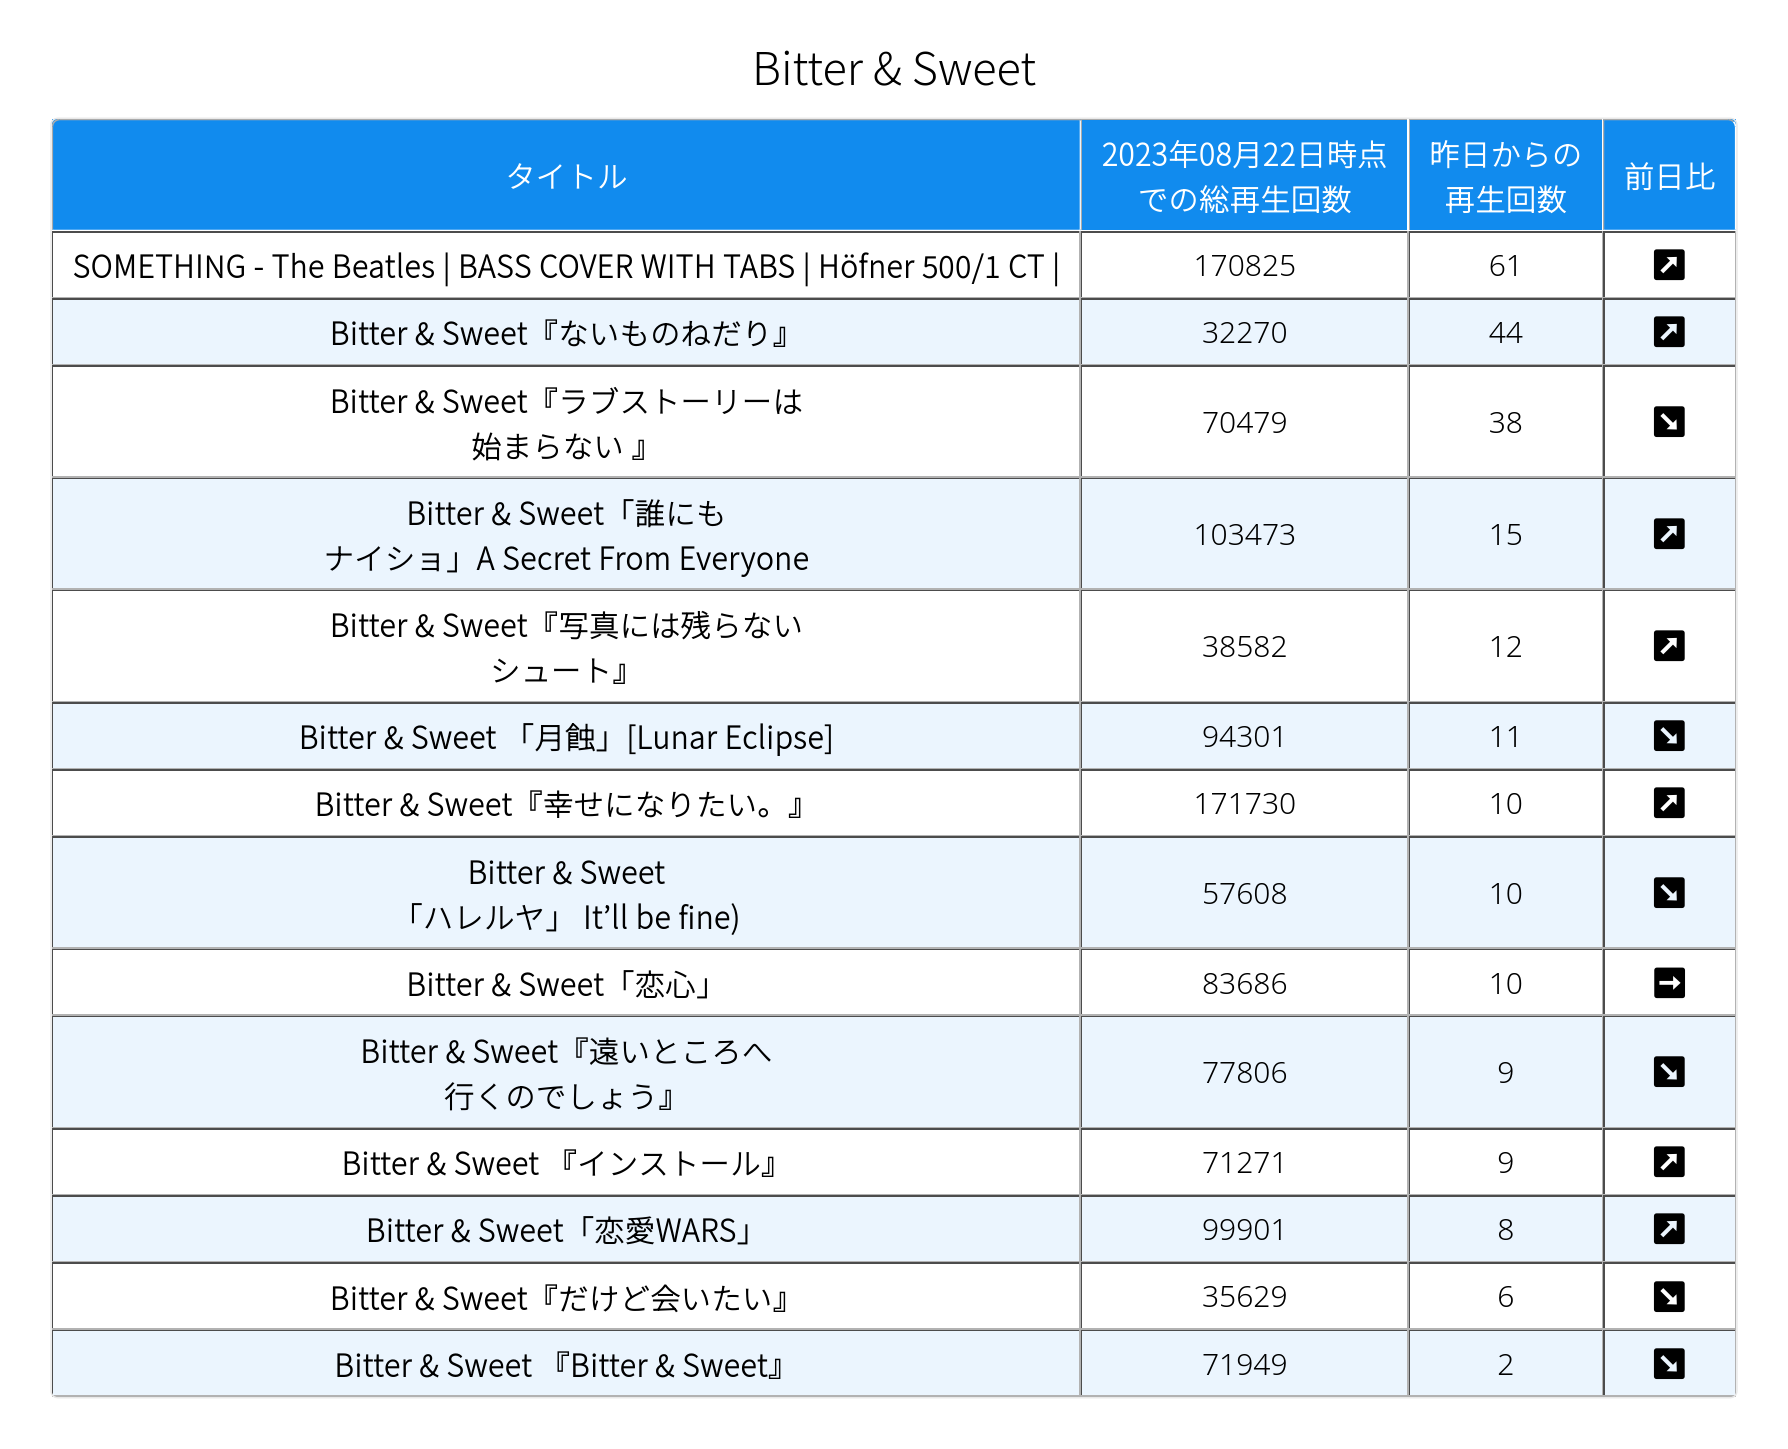 Bitter & Sweet
タイトル
2023年08月22日時点
での総再生回数
昨日からの
再生回数
前日比
SOMETHING - The Beatles | BASS COVER WITH TABS | Höfner 500/1 CT |
170825
61
Bitter & Sweet『ないものねだり』
32270
44
Bitter & Sweet『ラブストーリーは
始まらない 』
70479
38
Bitter & Sweet「誰にも
ナイショ」A Secret From Everyone
103473
15
Bitter & Sweet『写真には残らない
シュート』
38582
12
Bitter & Sweet 「月蝕」[Lunar Eclipse]
94301
11
Bitter & Sweet『幸せになりたい。』
171730
10
Bitter & Sweet
「ハレルヤ」 It’ll be fine)
57608
10
Bitter & Sweet「恋心」
83686
10
Bitter & Sweet『遠いところへ
行くのでしょう』
77806
9
Bitter & Sweet 『インストール』
71271
9
Bitter & Sweet「恋愛WARS」
99901
8
Bitter & Sweet『だけど会いたい』
35629
6
Bitter & Sweet 『Bitter & Sweet』
71949
2